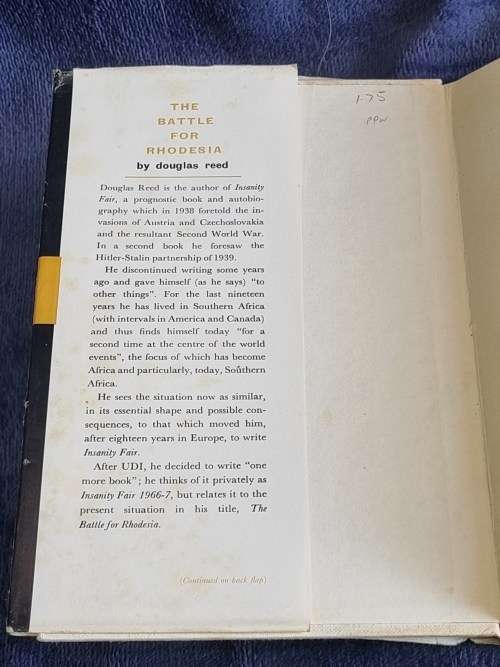 THE
BATTLE
FOR
RHODESIA
by douglas reed
Douglas Reed is the author of Insanity
Fair, a prognostic book and autobio-
graphy which in 1938 foretold the in-
vasions of Austria and Czechoslovakia
and the resultant Second World War.
In a second book he foresaw the
Hitler-Stalin partnership of 1939.
He discontinued writing some years
ago and gave himself (as he says) "to
other things". For the last nineteen
years he has lived in Southern Africa
(with intervals in America and Canada)
and thus finds himself today "for a
second time at the centre of the world
events", the focus of which has become
Africa and particularly, today, Southern
Africa.
He sees the situation now as similar,
in its essential shape and possible con-
sequences, to that which moved him,
after eighteen years in Europe, to write
Insanity Fair.
After UDI, he decided to write "one
more book"; he thinks of it privately as
Insanity Fair 1966-7, but relates it to the
present situation in his title, The
Battle for Rhodesia.
(Continued on back flap)
1-75
PPW